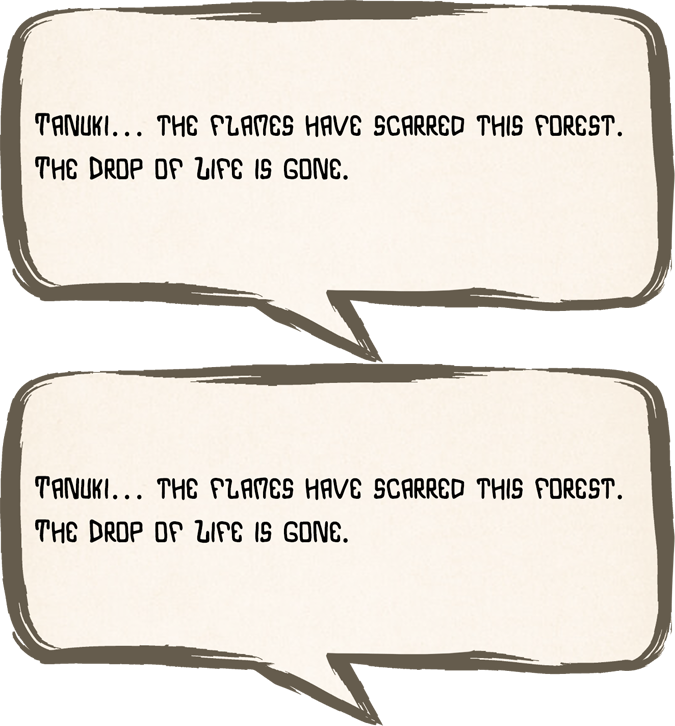 Tanuki... the flames have scarred this forest.
The Drop of Life is gone.
Tanuki... the flames have scarred this forest.
The Drop of Life is gone.